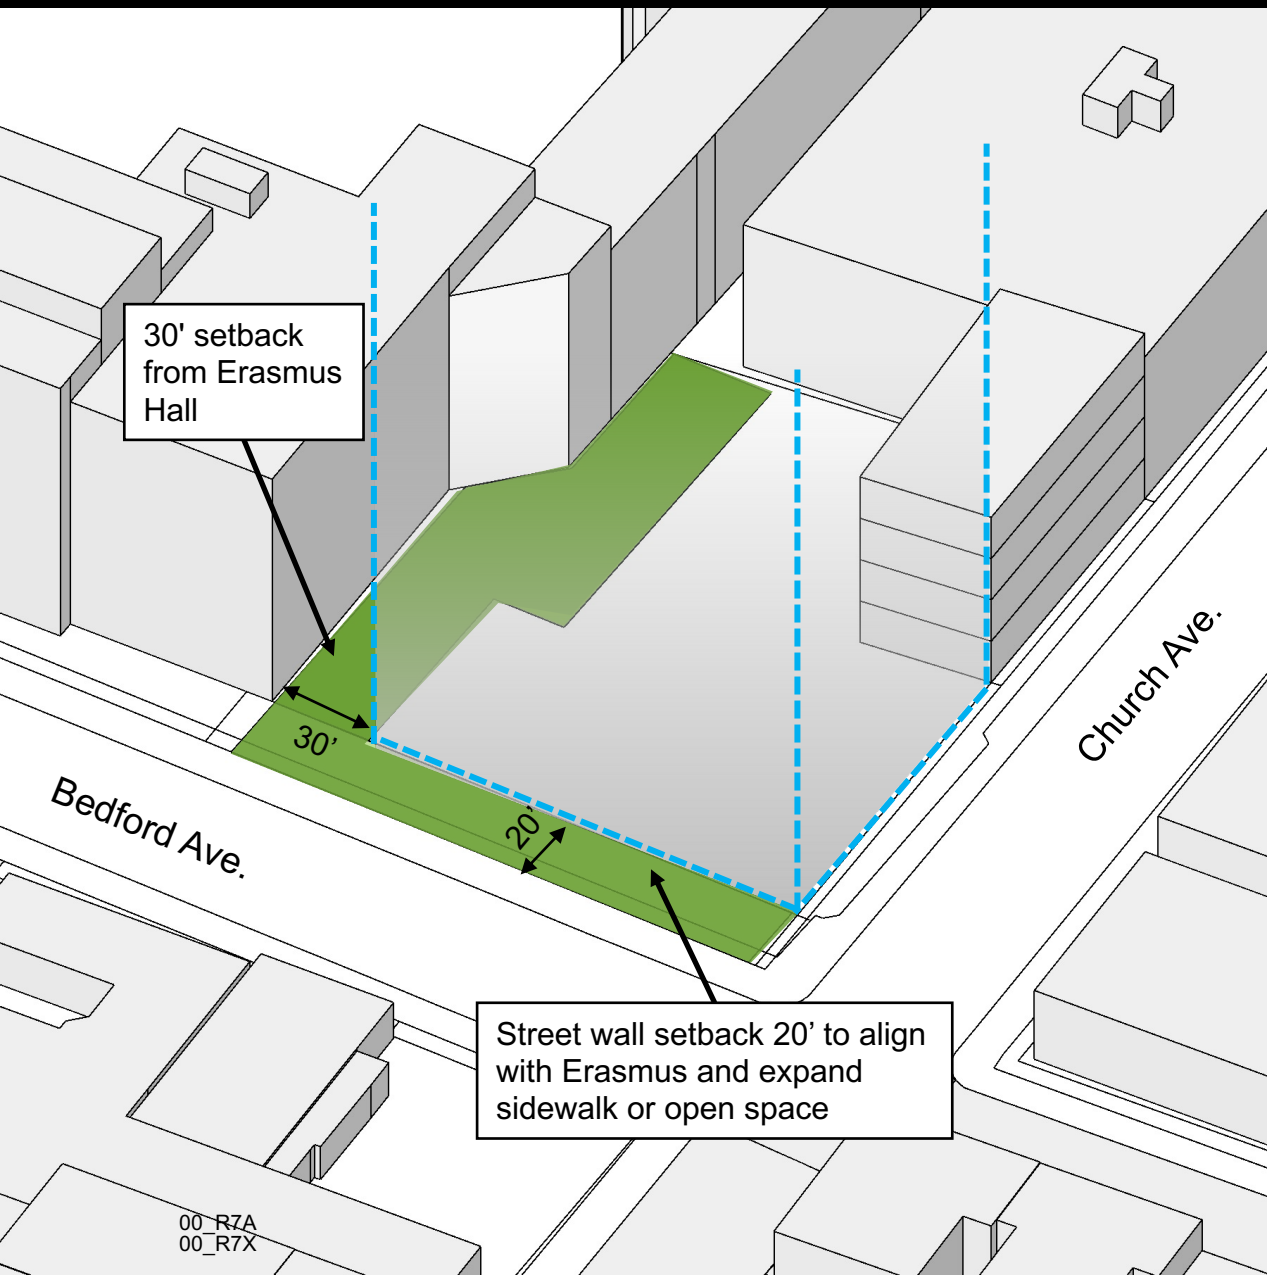 30' setback
from Erasmus
Hall
30’
20’
Bedford Ave.
Church Ave.
Street wall setback 20’ to align
with Erasmus and expand
sidewalk or open space
00_R7A
00_R7X